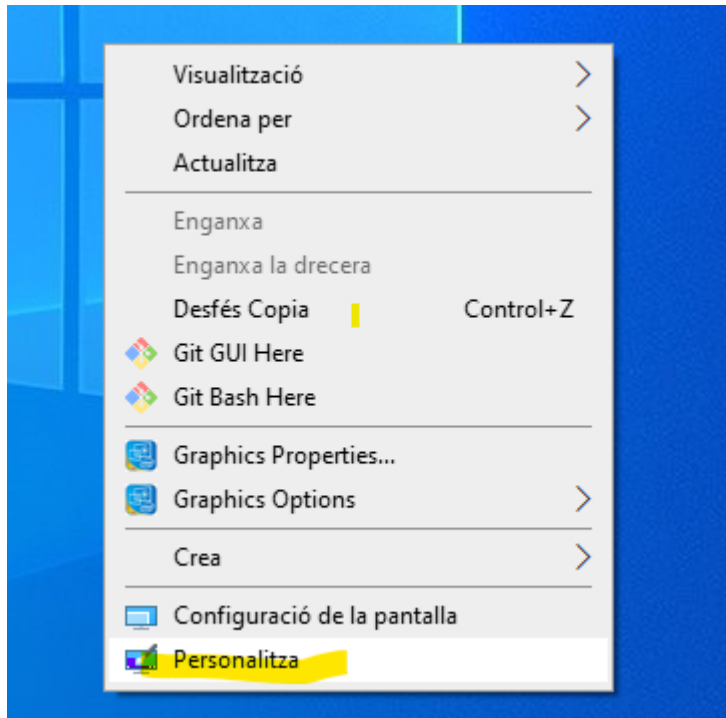 Visualització
Ordena per
Actualitza
Enganxa
Enganxa la drecera
Desfés Copia Control+Z
Git GUI Here
Git Bash Here
Graphics Properties...
Graphics Options
Crea
Configuració de la pantalla
Personalitza